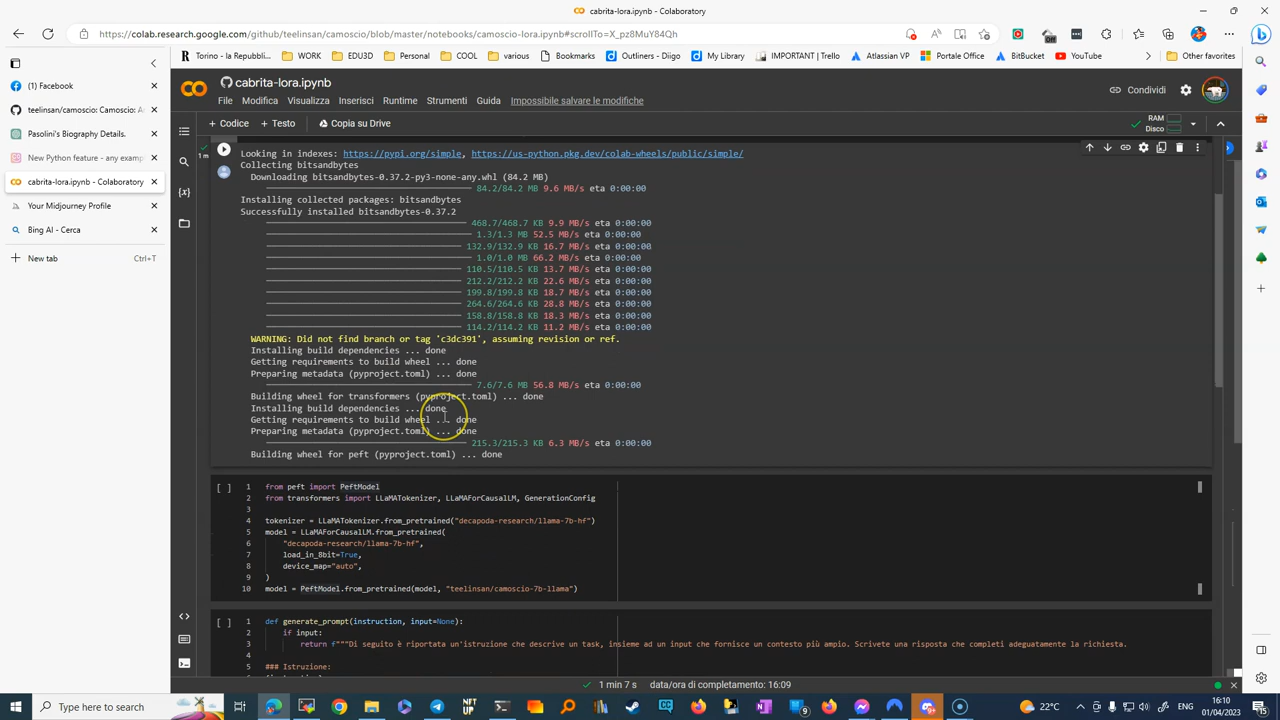 cabrita-lora.ipynb - Colaboratory
https://colab.research.google.com/github/teelinsan/camoscio/blob/master/notebooks/camoscio-lora.ipynb#scrollTo=X_pz8MuY84Qh
Torino - la Repubblica
WORK
EDU3D
Personal
COOL
various
Outliners - Diigo
My Library
IMPORTANT | Trello
Atlassian VP
Portale Office
BitBucket
YouTube
Other favorites
(1) Facebook
teelinsan/camoscio: Camoscio: A
Pasolini's Biography Details.
New Python feature - any examp
cabrita-lora.ipynb - Colaboratory
Your Midjourney Profile
Bing AI - Cerca
New tab
Ctrl+T
cabrita-lora.ipynb
File Modifica Visualizza Inserisci Runtime Strumenti Guida Impossibile salvare le modifiche
Condividi
+ Codice + Testo Copia su Drive
RAM
Disco
1 m
Looking in indexes: https://pypi.org/simple, https://us-python.pkg.dev/colab-wheels/public/simple/
Collecting bitsandbytes
Downloading bitsandbytes-0.37.2-py3-none-any.whl (84.2 MB)
84.2/84.2 MB 9.6 MB/s eta 0:00:00
Installing collected packages: bitsandbytes
Successfully installed bitsandbytes-0.37.2
468.7/468.7 KB 9.9 MB/s eta 0:00:00
1.3/1.3 MB 52.5 MB/s eta 0:00:00
132.9/132.9 KB 16.7 MB/s eta 0:00:00
1.0/1.0 MB 66.2 MB/s eta 0:00:00
110.5/110.5 KB 13.7 MB/s eta 0:00:00
212.2/212.2 KB 22.6 MB/s eta 0:00:00
199.8/199.8 KB 18.7 MB/s eta 0:00:00
264.6/264.6 KB 28.8 MB/s eta 0:00:00
158.8/158.8 KB 18.3 MB/s eta 0:00:00
114.2/114.2 KB 11.2 MB/s eta 0:00:00
WARNING: Did not find branch or tag 'c3dc391', assuming revision or ref.
Installing build dependencies ... done
Getting requirements to build wheel ... done
Preparing metadata (pyproject.toml) ... done
7.6/7.6 MB 56.8 MB/s eta 0:00:00
Building wheel for transformers (pyproject.toml) ... done
Installing build dependencies ... done
Getting requirements to build wheel ... done
Preparing metadata (pyproject.toml) ... done
215.3/215.3 KB 6.3 MB/s eta 0:00:00
Building wheel for peft (pyproject.toml) ... done
[ ] 1 from peft import PeftModel
2 from transformers import LLaMATokenizer, LLaMAForCausalLM, GenerationConfig
3
4 tokenizer = LLaMATokenizer.from_pretrained("decapoda-research/llama-7b-hf")
5 model = LLaMAForCausalLM.from_pretrained(
6 "decapoda-research/llama-7b-hf",
7 load_in_8bit=True,
8 device_map="auto",
9 )
10 model = PeftModel.from_pretrained(model, "teelinsan/camoscio-7b-llama")
[ ] 1 def generate_prompt(instruction, input=None):
2 if input:
3 return f"""Di seguito è riportata un'istruzione che descrive un task, insieme ad un input che fornisce un contesto più ampio. Scrivete una risposta che completi adeguatamente la richiesta.
4
5 ### Istruzione:
1 min 7 s data/ora di completamento: 16:09
Type here to search
NFT
UP
22°C
ENG
16:10
01/04/2023